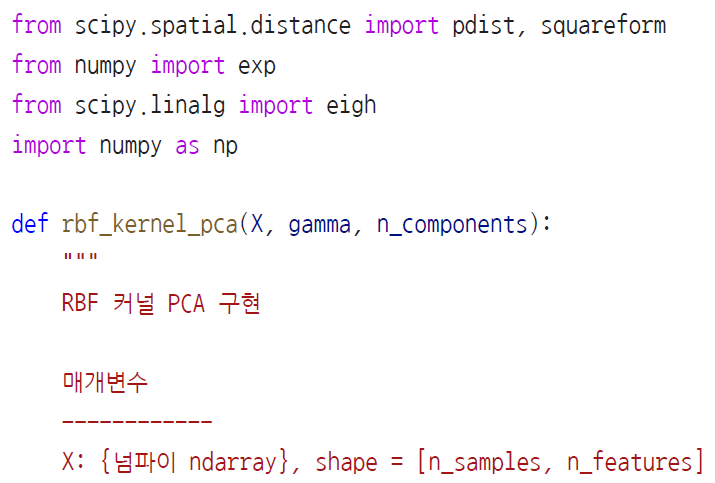 from scipy.spatial.distance import pdist, squareform
from numpy import exp
from scipy.linalg import eigh
import numpy as np
def rbf_kernel_pca(X, gamma, n_components):
"""
RBF 커널 PCA 구현
매개변수
------------
X: {넘파이 ndarray}, shape = [n_samples, n_features]